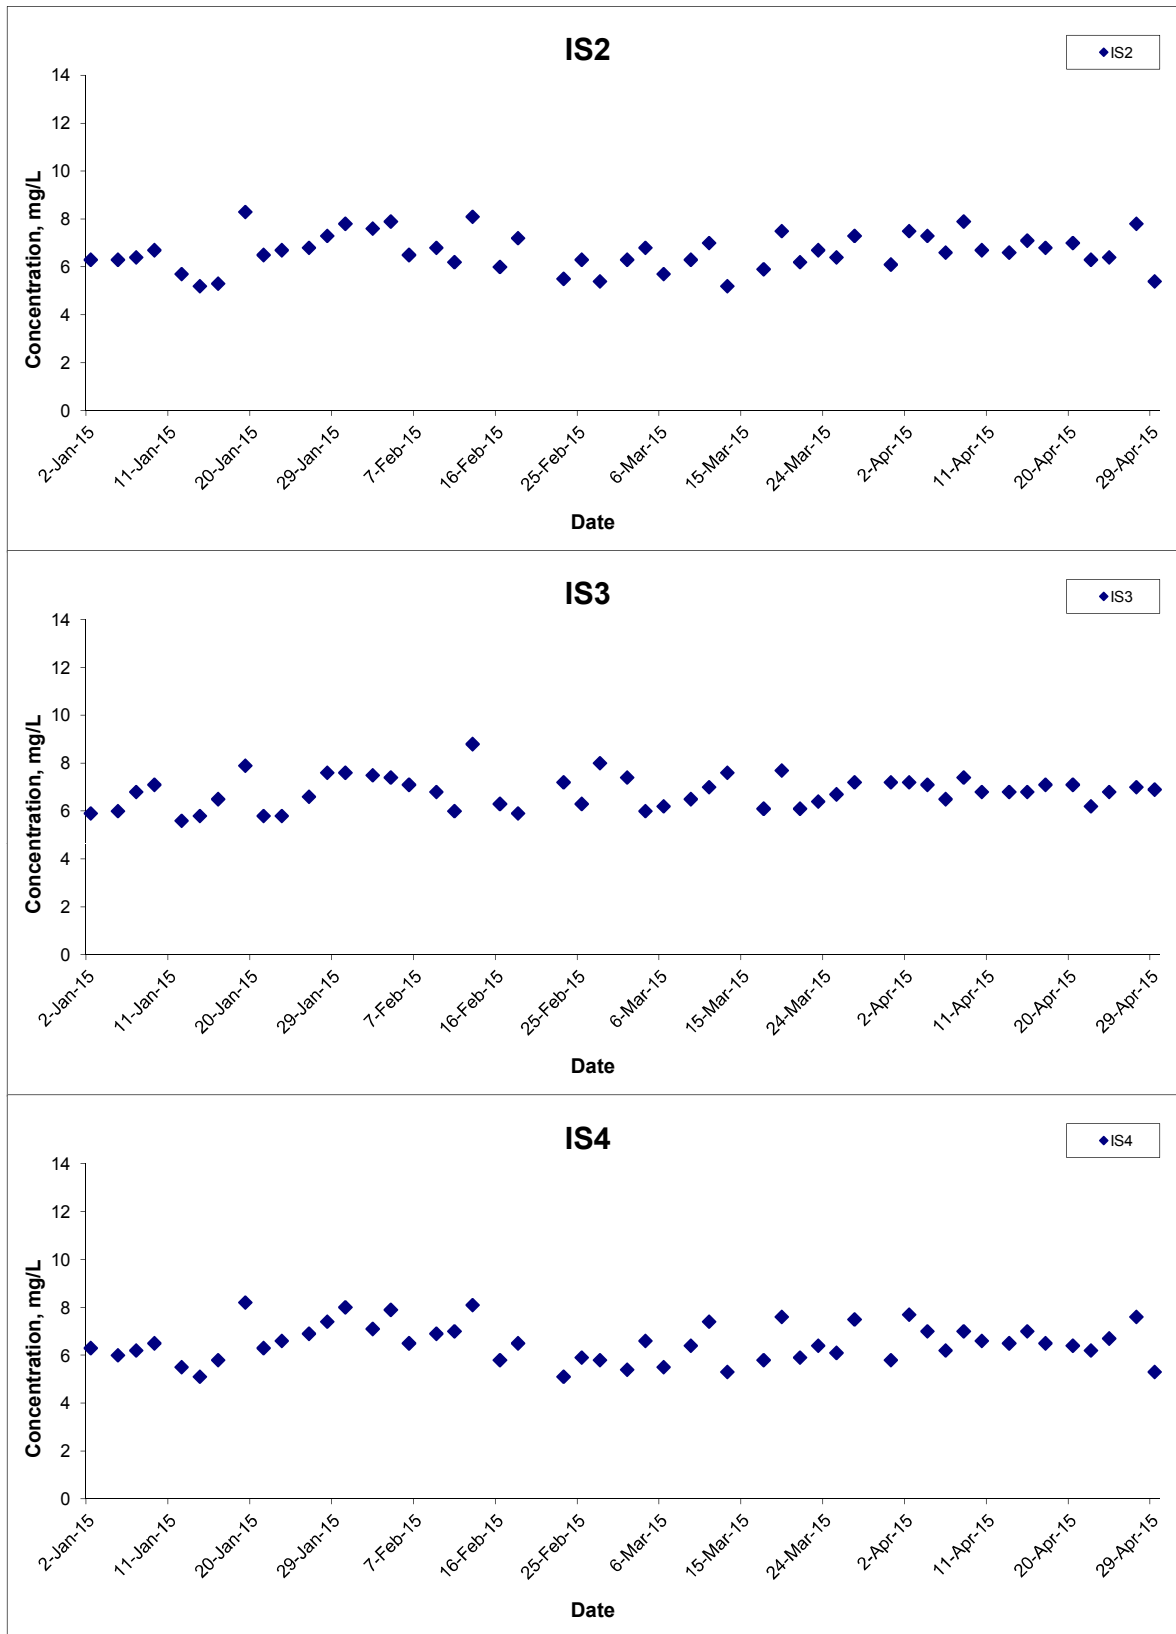 IS2
IS2
Concentration, mg/L
14
12
10
8
6
4
2
0
2-Jan-15
11-Jan-15
20-Jan-15
29-Jan-15
7-Feb-15
16-Feb-15
25-Feb-15
6-Mar-15
15-Mar-15
24-Mar-15
2-Apr-15
11-Apr-15
20-Apr-15
29-Apr-15
Date
IS3
IS3
Concentration, mg/L
14
12
10
8
6
4
2
0
2-Jan-15
11-Jan-15
20-Jan-15
29-Jan-15
7-Feb-15
16-Feb-15
25-Feb-15
6-Mar-15
15-Mar-15
24-Mar-15
2-Apr-15
11-Apr-15
20-Apr-15
29-Apr-15
Date
IS4
IS4
Concentration, mg/L
14
12
10
8
6
4
2
0
2-Jan-15
11-Jan-15
20-Jan-15
29-Jan-15
7-Feb-15
16-Feb-15
25-Feb-15
6-Mar-15
15-Mar-15
24-Mar-15
2-Apr-15
11-Apr-15
20-Apr-15
29-Apr-15
Date